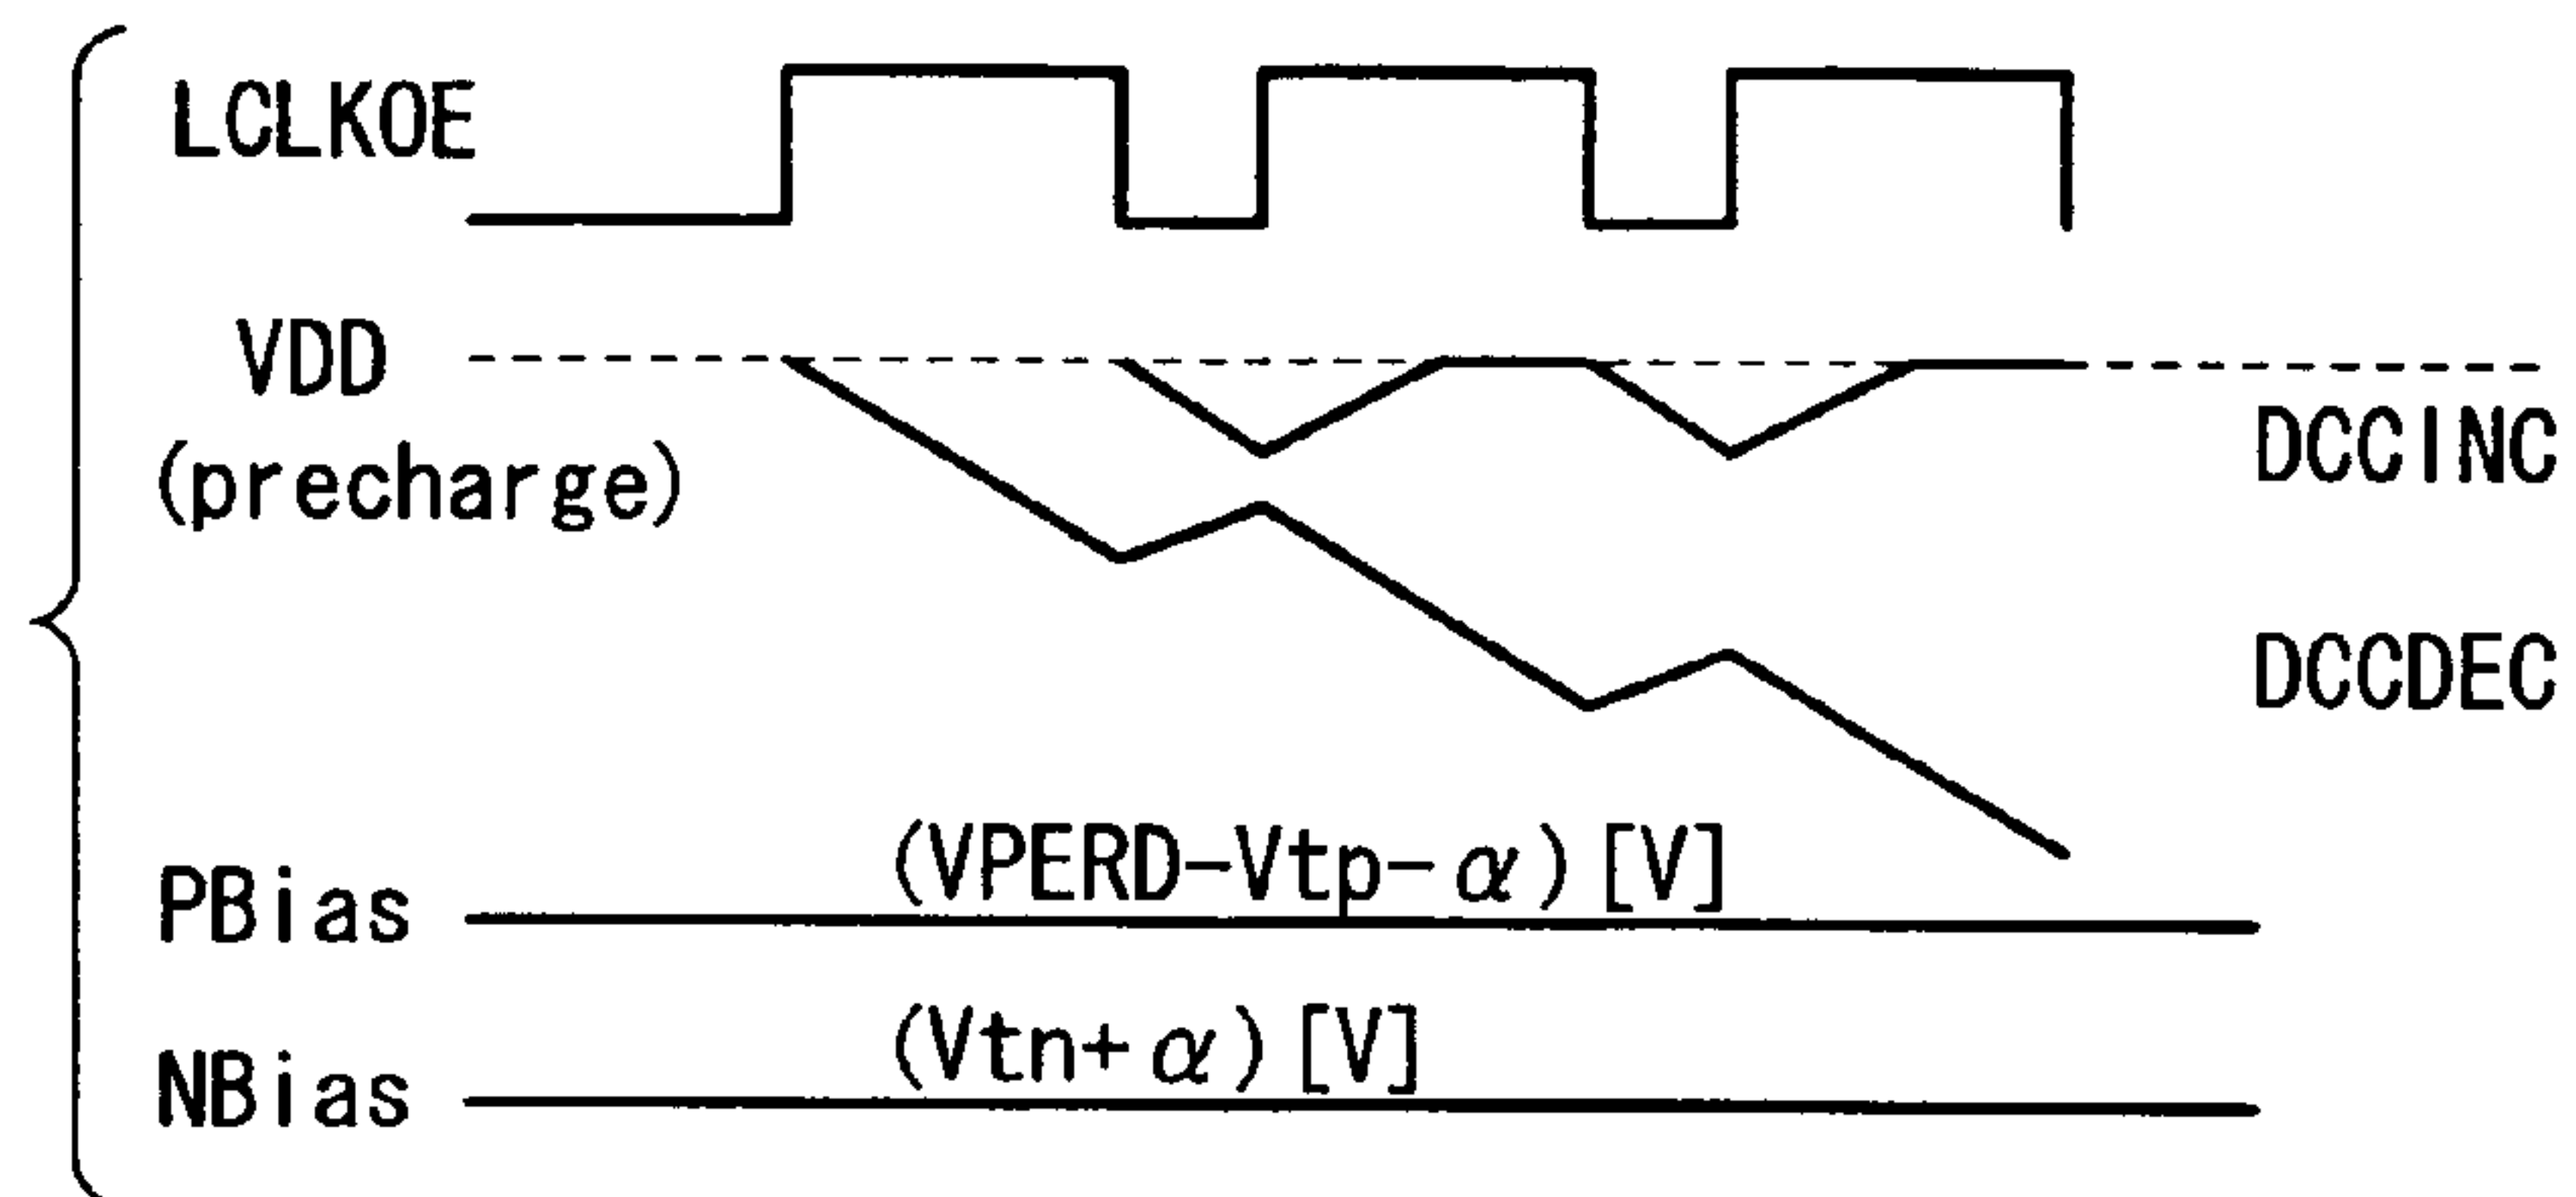 LCLKOE
VDD
(precharge)
DCCINC
DCCDEC
(VPERD-Vtp-α)[V]
PBias
(Vtn+α)[V]
NBias